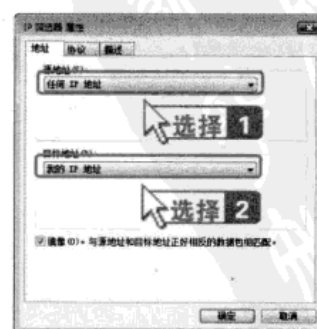 IP 筛选器 属性
地址 协议 描述
源地址(S):
任何 IP 地址
选择 1
目标地址(D):
我的 IP 地址
选择 2
镜像(O)。与源地址和目标地址正好相反的数据包相匹配。
确定 取消